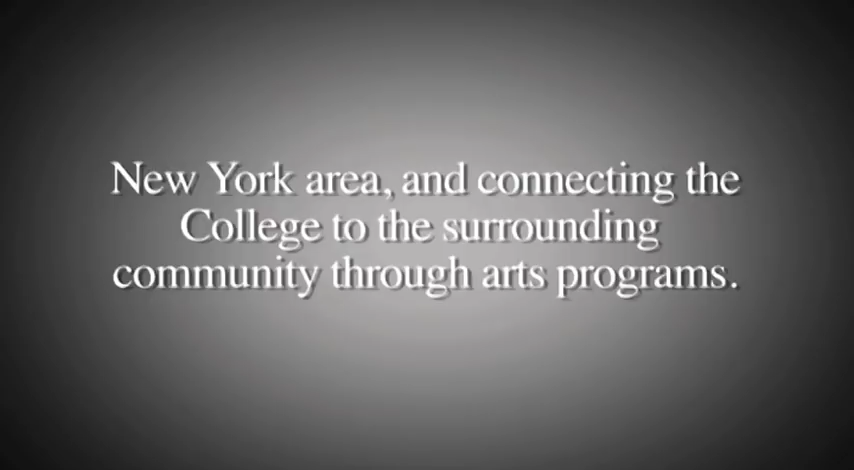 New York area, and connecting the
College to the surrounding
community through arts programs.